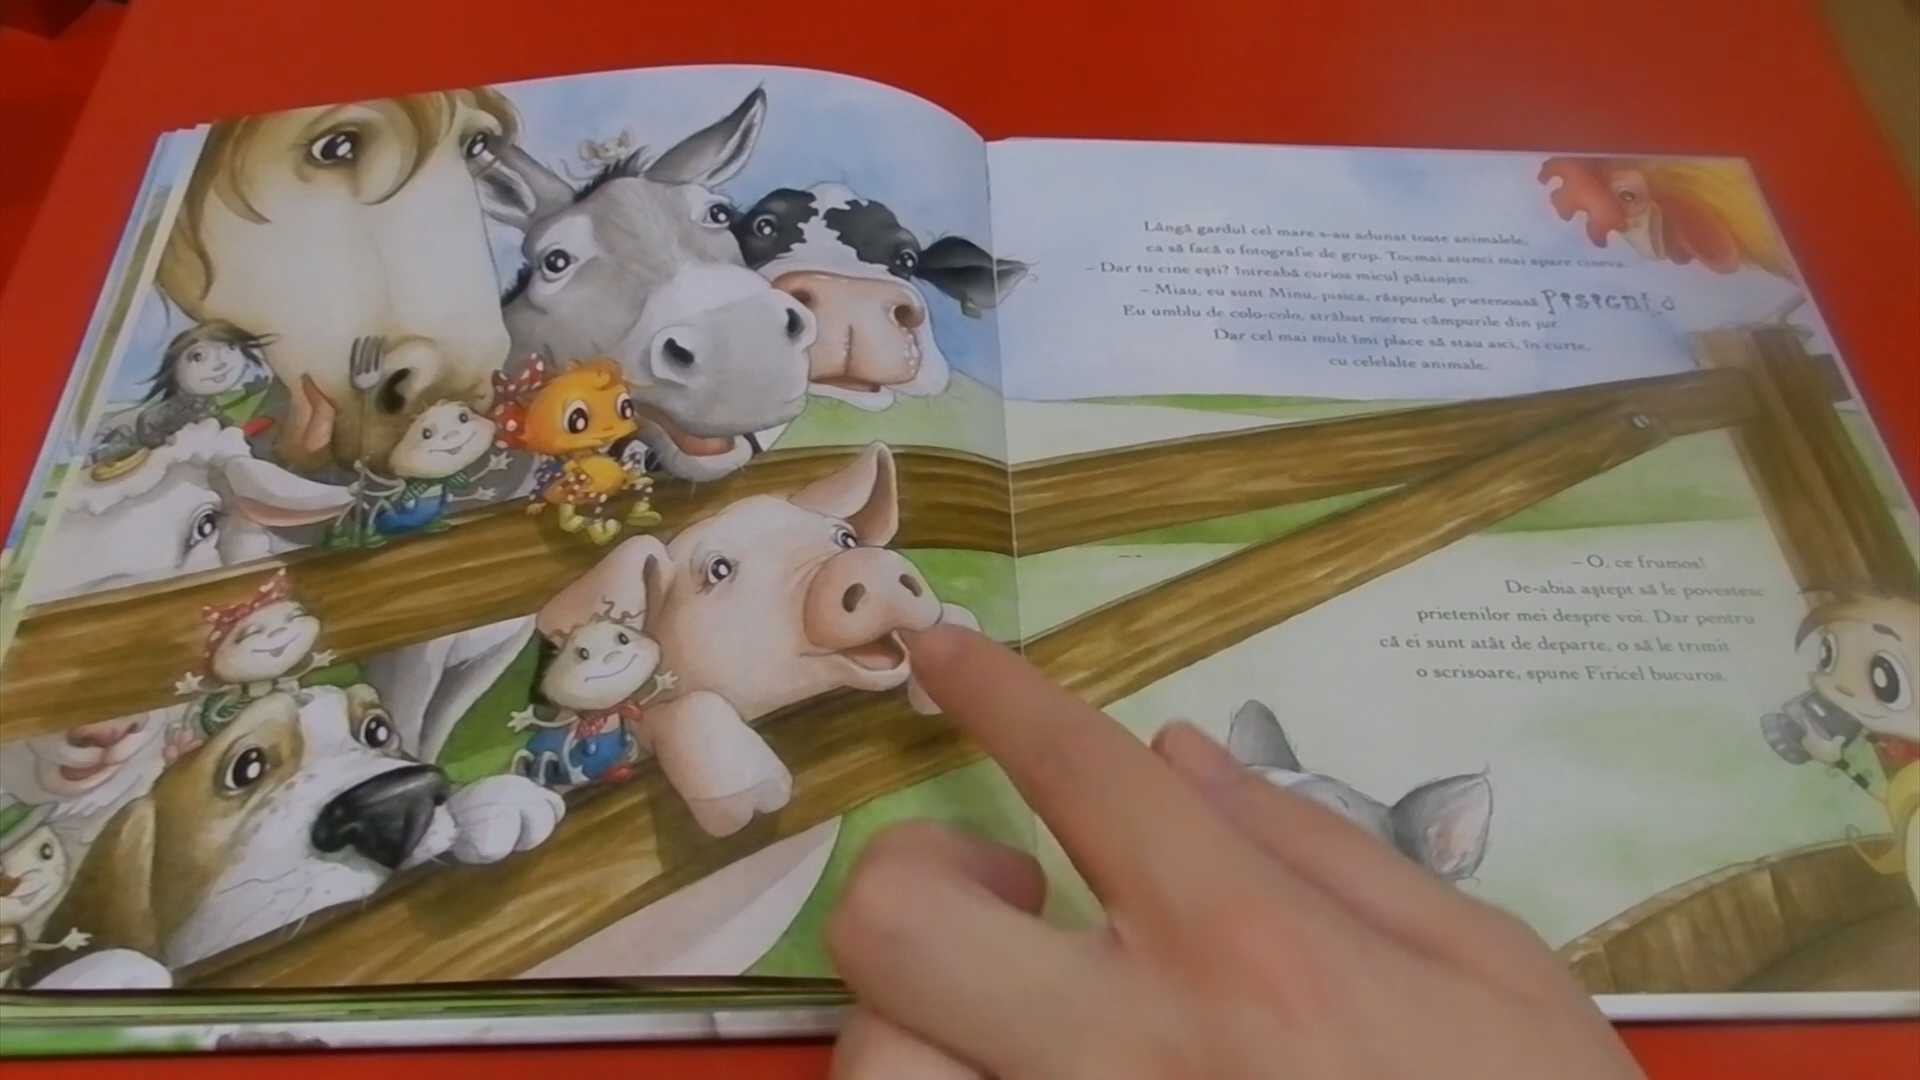 Lângă gardul cel mare s-au adunat toate animalele,
ca să facă o fotografie de grup. Tocmai atunci mai apare cineva.
– Dar tu cine ești? întreabă curios micul păianjen.
– Miau, eu sunt Minu, pisica, răspunde prietenoasă
Eu umblu de colo-colo, străbat mereu câmpurile din jur.
Dar cel mai mult îmi place să stau aici, în curte,
cu celelalte animale.
– O, ce frumos!
De-abia aștept să le povestesc
prietenilor mei despre voi. Dar pentru
că ei sunt atât de departe, o să le trimit
o scrisoare, spune Firicel bucuros.